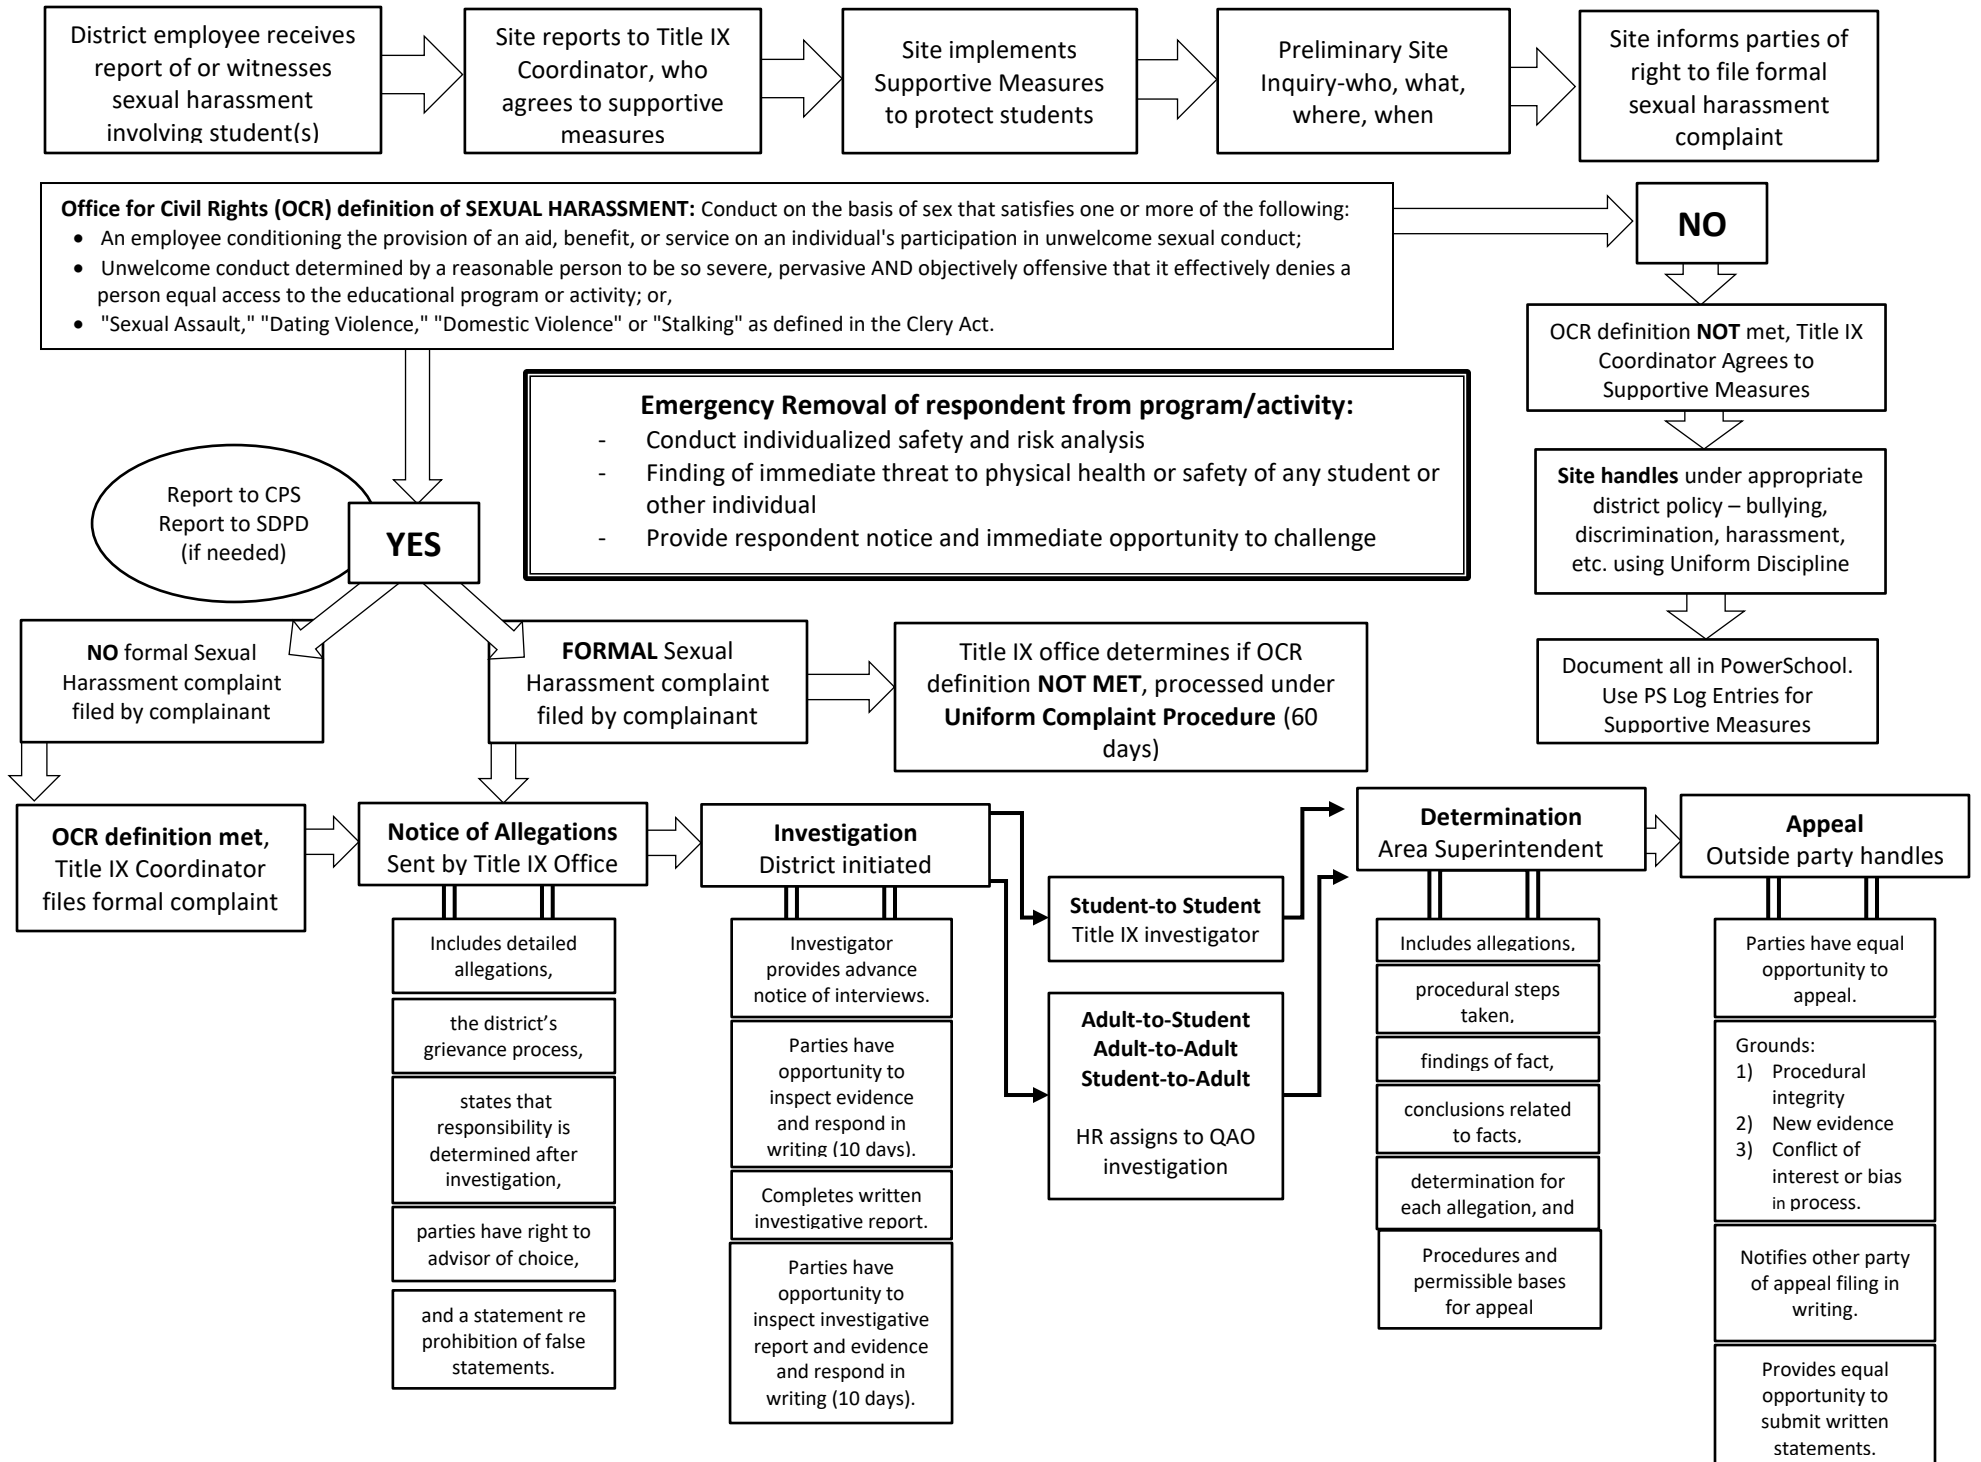 District employee receives
report of or witnesses
sexual harassment
involving student(s)
Site reports to Title IX
Coordinator, who
agrees to supportive
measures
Site implements
Supportive Measures
to protect students
Preliminary Site
Inquiry-who, what,
where, when
Site informs parties of
right to file formal
sexual harassment
complaint
Office for Civil Rights (OCR) definition of SEXUAL HARASSMENT: Conduct on the basis of sex that satisfies one or more of the following:
• An employee conditioning the provision of an aid, benefit, or service on an individual's participation in unwelcome sexual conduct;
• Unwelcome conduct determined by a reasonable person to be so severe, pervasive AND objectively offensive that it effectively denies a
person equal access to the educational program or activity; or,
• "Sexual Assault," "Dating Violence," "Domestic Violence" or "Stalking" as defined in the Clery Act.
NO
OCR definition NOT met, Title IX
Coordinator Agrees to
Supportive Measures
Site handles under appropriate
district policy – bullying,
discrimination, harassment,
etc. using Uniform Discipline
Document all in PowerSchool.
Use PS Log Entries for
Supportive Measures
Emergency Removal of respondent from program/activity:
- Conduct individualized safety and risk analysis
- Finding of immediate threat to physical health or safety of any student or
other individual
- Provide respondent notice and immediate opportunity to challenge
Report to CPS
Report to SDPD
(if needed)
YES
NO formal Sexual
Harassment complaint
filed by complainant
FORMAL Sexual
Harassment complaint
filed by complainant
Title IX office determines if OCR
definition NOT MET, processed under
Uniform Complaint Procedure (60
days)
OCR definition met,
Title IX Coordinator
files formal complaint
Notice of Allegations
Sent by Title IX Office
Includes detailed
allegations,
the district’s
grievance process,
states that
responsibility is
determined after
investigation,
parties have right to
advisor of choice,
and a statement re
prohibition of false
statements.
Investigation
District initiated
Investigator
provides advance
notice of interviews.
Parties have
opportunity to
inspect evidence
and respond in
writing (10 days).
Completes written
investigative report.
Parties have
opportunity to
inspect investigative
report and evidence
and respond in
writing (10 days).
Student-to Student
Title IX investigator
Adult-to-Student
Adult-to-Adult
Student-to-Adult
HR assigns to QAO
investigation
Determination
Area Superintendent
Includes allegations,
procedural steps
taken,
findings of fact,
conclusions related
to facts,
determination for
each allegation, and
Procedures and
permissible bases
for appeal
Appeal
Outside party handles
Parties have equal
opportunity to
appeal.
Grounds:
1) Procedural
integrity
2) New evidence
3) Conflict of
interest or bias
in process.
Notifies other party
of appeal filing in
writing.
Provides equal
opportunity to
submit written
statements.